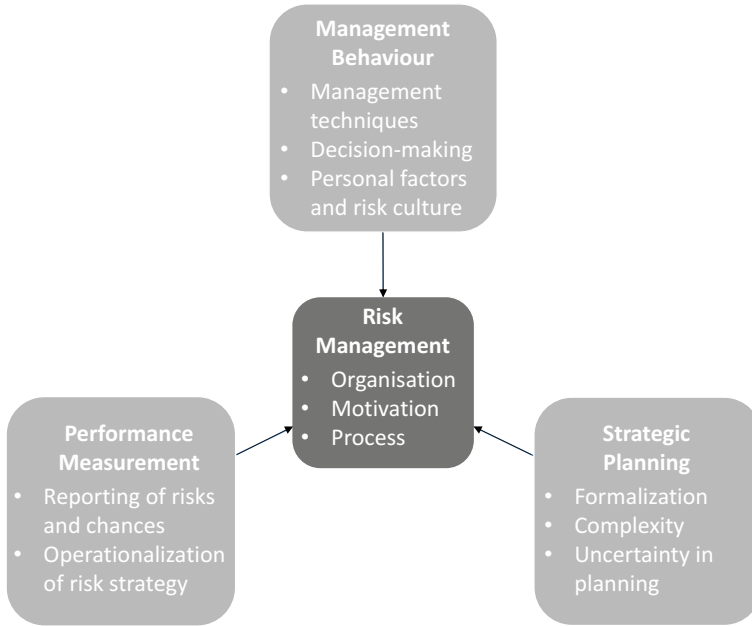 Management
Behaviour
• Management
techniques
• Decision-making
• Personal factors
and risk culture
Risk
Management
• Organisation
• Motivation
• Process
Performance
Measurement
• Reporting of risks
and chances
• Operationalization
of risk strategy
Strategic
Planning
• Formalization
• Complexity
• Uncertainty in
planning